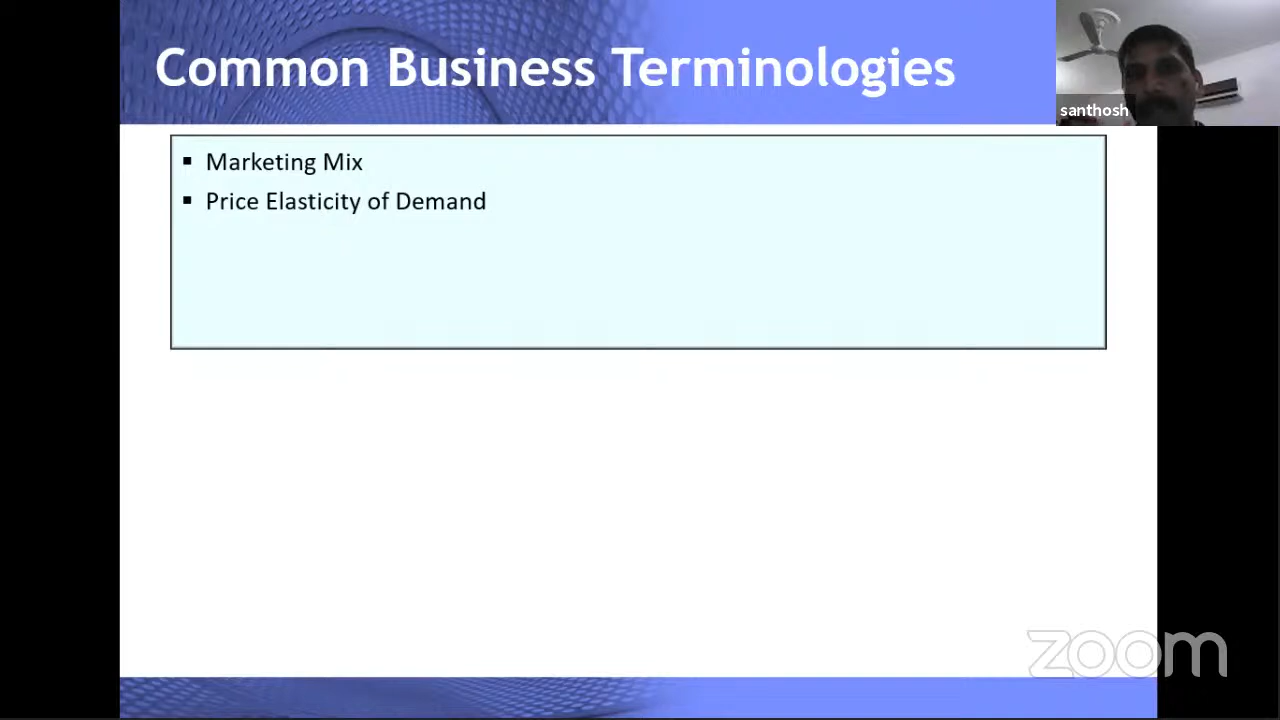 Common Business Terminologies
santhosh
Marketing Mix
Price Elasticity of Demand
zoom